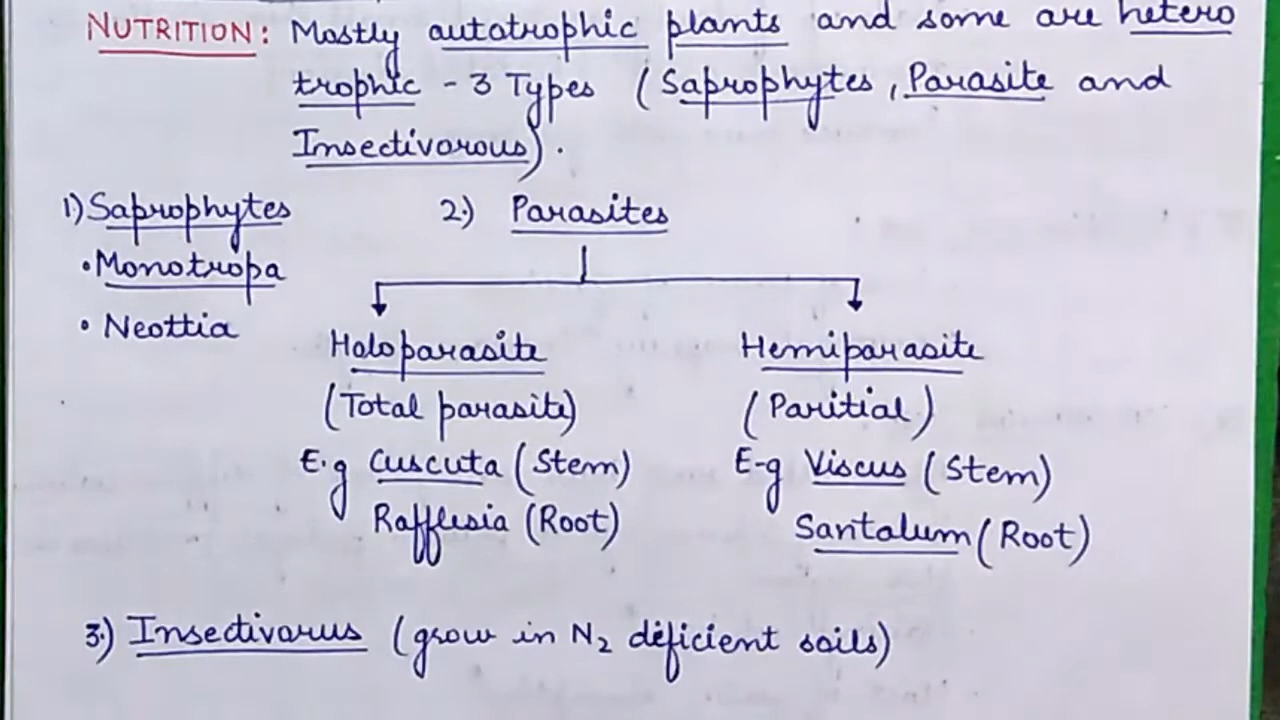 NUTRITION: Mostly autotrophic plants and some are hetero
trophic - 3 Types (Saprophytes, Parasite and
Insectivorous).
1) Saprophytes
• Monotropa
• Neottia
2.) Parasites
Holoparasite
(Total parasite)
E.g Cuscuta (Stem)
Rafflesia (Root)
Hemiparasite
(Paritial)
E-g Viscus (Stem)
Santalum (Root)
3.) Insectivorus (grow in N₂ deficient soils)